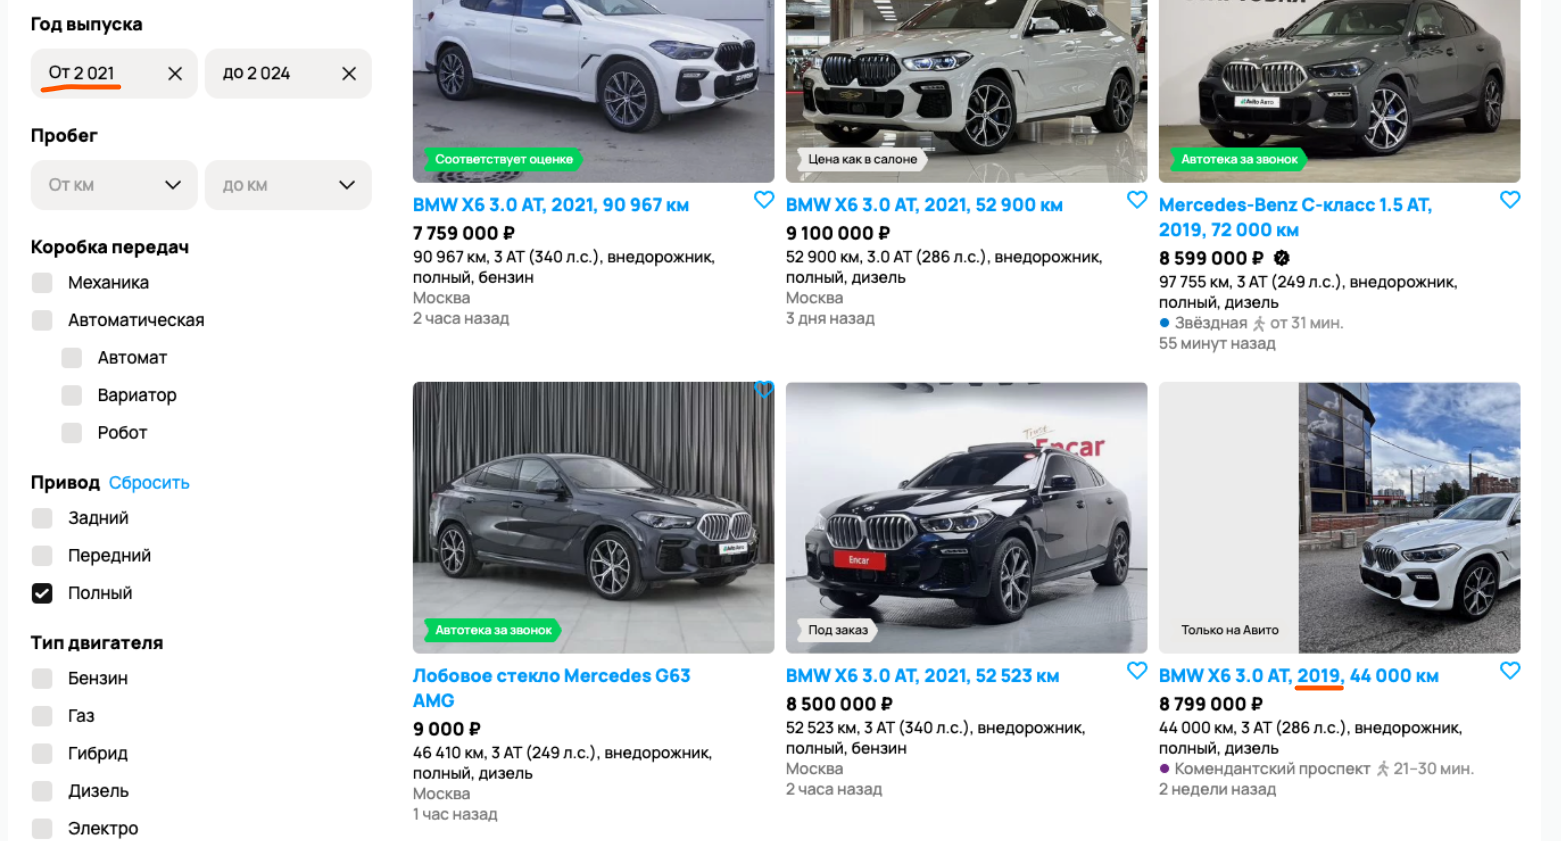 Год выпуска
От 2 021
до 2 024
Пробег
От км
до км
Коробка передач
Механика
Автоматическая
Автомат
Вариатор
Робот
Привод Сбросить
Задний
Передний
Полный
Тип двигателя
Бензин
Газ
Гибрид
Дизель
Электро
Соответствует оценке
BMW X6 3.0 AT, 2021, 90 967 км
7 759 000 ₽
90 967 км, 3 AT (340 л.с.), внедорожник,
полный, бензин
Москва
2 часа назад
Цена как в салоне
BMW X6 3.0 AT, 2021, 52 900 км
9 100 000 ₽
52 900 км, 3.0 AT (286 л.с.), внедорожник,
полный, дизель
Москва
3 дня назад
Avito Авто
Автотека за звонок
Mercedes-Benz C-класс 1.5 AT,
2019, 72 000 км
8 599 000 ₽
97 755 км, 3 AT (249 л.с.), внедорожник,
полный, дизель
Звёздная от 31 мин.
55 минут назад
Avito Авто
Автотека за звонок
Лобовое стекло Mercedes G63
AMG
9 000 ₽
46 410 км, 3 AT (249 л.с.), внедорожник,
полный, дизель
Москва
1 час назад
Encar
Encar
Под заказ
BMW X6 3.0 AT, 2021, 52 523 км
8 500 000 ₽
52 523 км, 3 AT (340 л.с.), внедорожник,
полный, бензин
Москва
2 часа назад
Только на Авито
BMW X6 3.0 AT, 2019, 44 000 км
8 799 000 ₽
44 000 км, 3 AT (286 л.с.), внедорожник,
полный, дизель
Комендантский проспект 21–30 мин.
2 недели назад